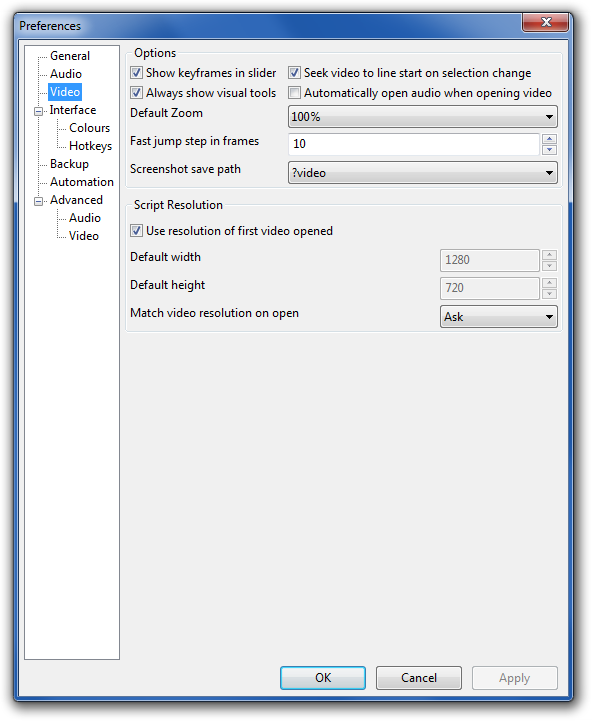 Preferences
General
Audio
Video
Interface
Colours
Hotkeys
Backup
Automation
Advanced
Audio
Video
Options
Show keyframes in slider
Seek video to line start on selection change
Always show visual tools
Automatically open audio when opening video
Default Zoom
100%
Fast jump step in frames
10
Screenshot save path
?video
Script Resolution
Use resolution of first video opened
Default width
1280
Default height
720
Match video resolution on open
Ask
OK
Cancel
Apply